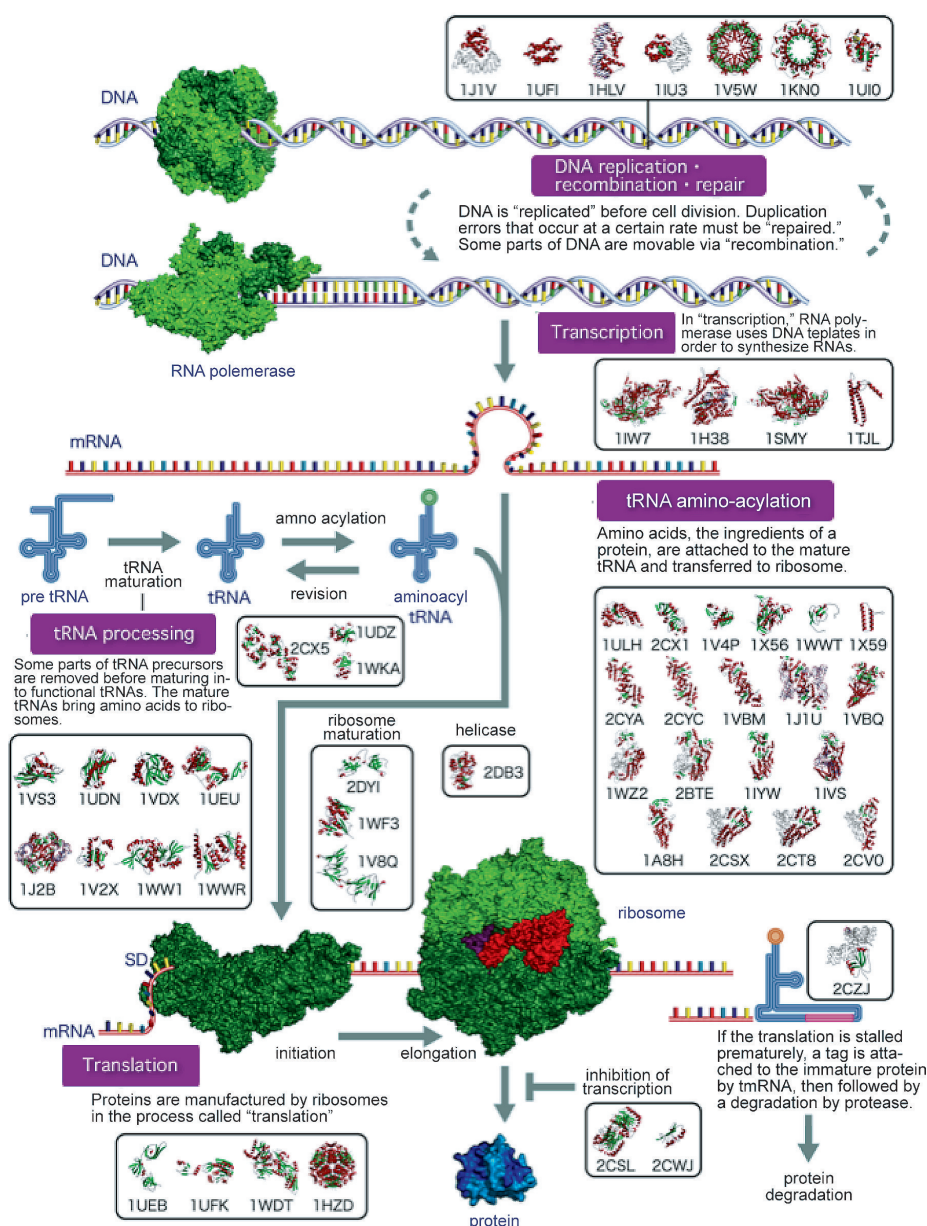 1J1V 1UFI 1HLV 1IU3 1V5W 1KN0 1UI0
DNA
DNA replication・
recombination・repair
DNA is “replicated” before cell division. Duplication
errors that occur at a certain rate must be “repaired.”
Some parts of DNA are movable via “recombination.”
DNA
RNA polemerase
Transcription
In “transcription,” RNA poly-
merase uses DNA teplates in
order to synthesize RNAs.
1IW7 1H38 1SMY 1TJL
mRNA
tRNA amino-acylation
Amino acids, the ingredients of a
protein, are attached to the mature
tRNA and transferred to ribosome.
pre tRNA
tRNA
maturation
tRNA
amno acylation
revision
aminoacyl
tRNA
tRNA processing
Some parts of tRNA precursors
are removed before maturing in-
to functional tRNAs. The mature
tRNAs bring amino acids to ribo-
somes.
2CX5 1UDZ
1WKA
1ULH 2CX1 1V4P 1X56 1WWT 1X59
2CYA 2CYC 1VBM 1J1U 1VBQ
1WZ2 2BTE 1IYW 1IVS
1A8H 2CSX 2CT8 2CV0
1VS3 1UDN 1VDX 1UEU
1J2B 1V2X 1WW1 1WWR
ribosome
maturation
2DYI
1WF3
1V8Q
helicase
2DB3
ribosome
SD
mRNA
2CZJ
If the translation is stalled
prematurely, a tag is atta-
ched to the immature protein
by tmRNA, then followed by
a degradation by protease.
protein
degradation
Translation
initiation
elongation
Proteins are manufactured by ribosomes
in the process called “translation”
1UEB 1UFK 1WDT 1HZD
inhibition of
transcription
2CSL 2CWJ
protein